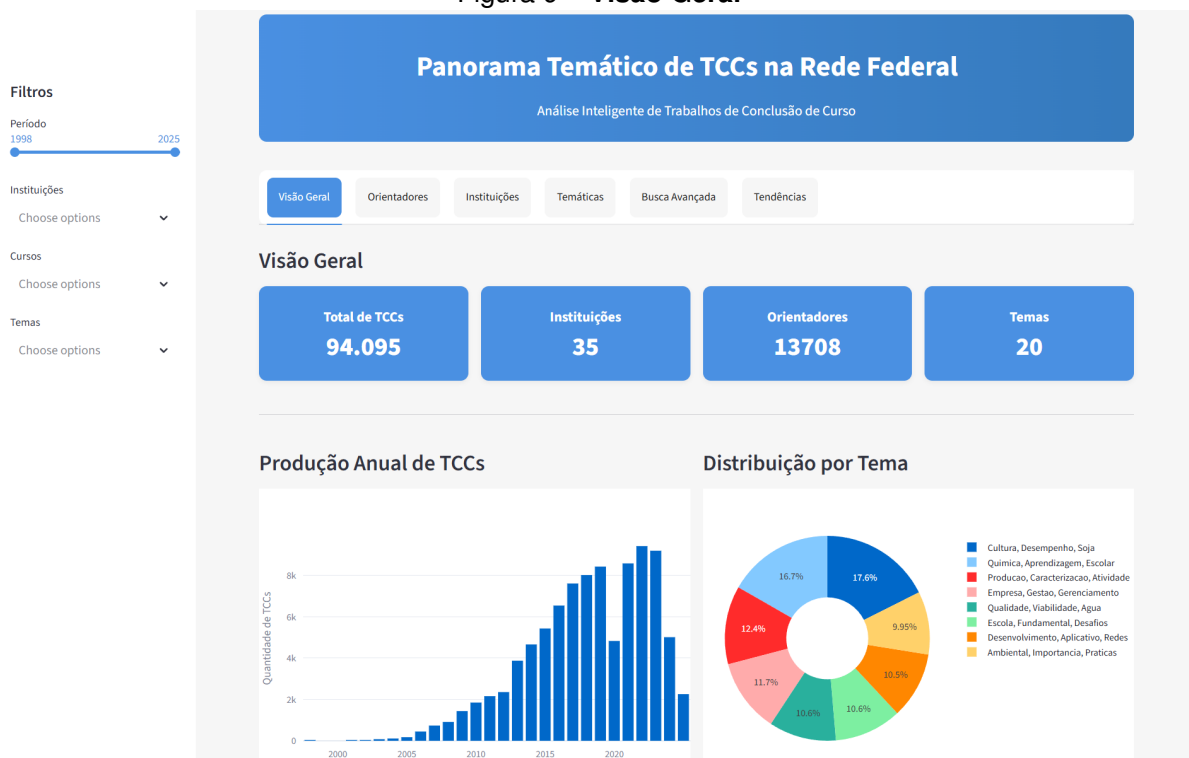 Visão Geral
Panorama Temático de TCCs na Rede Federal
Análise Inteligente de Trabalhos de Conclusão de Curso
Filtros
Período
1998 2025
Instituições
Choose options
Cursos
Choose options
Temas
Choose options
Visão Geral Orientadores Instituições Temáticas Busca Avançada Tendências
Visão Geral
Total de TCCs
94.095
Instituições
35
Orientadores
13708
Temas
20
Produção Anual de TCCs
Quantidade de TCCs
8k
6k
4k
2k
0
2000 2005 2010 2015 2020
Distribuição por Tema
17.6%
9.95%
10.5%
10.6%
10.6%
11.7%
12.4%
16.7%
Cultura, Desempenho, Soja
Quimica, Aprendizagem, Escolar
Producao, Caracterizacao, Atividade
Empresa, Gestao, Gerenciamento
Qualidade, Viabilidade, Agua
Escola, Fundamental, Desafios
Desenvolvimento, Aplicativo, Redes
Ambiental, Importancia, Praticas